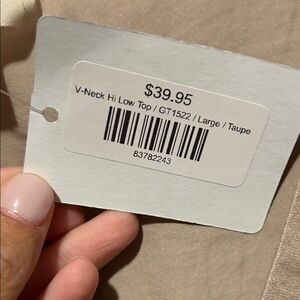 $39.95
V-Neck Hi Low Top / GT1522 / Large / Taupe
83782243